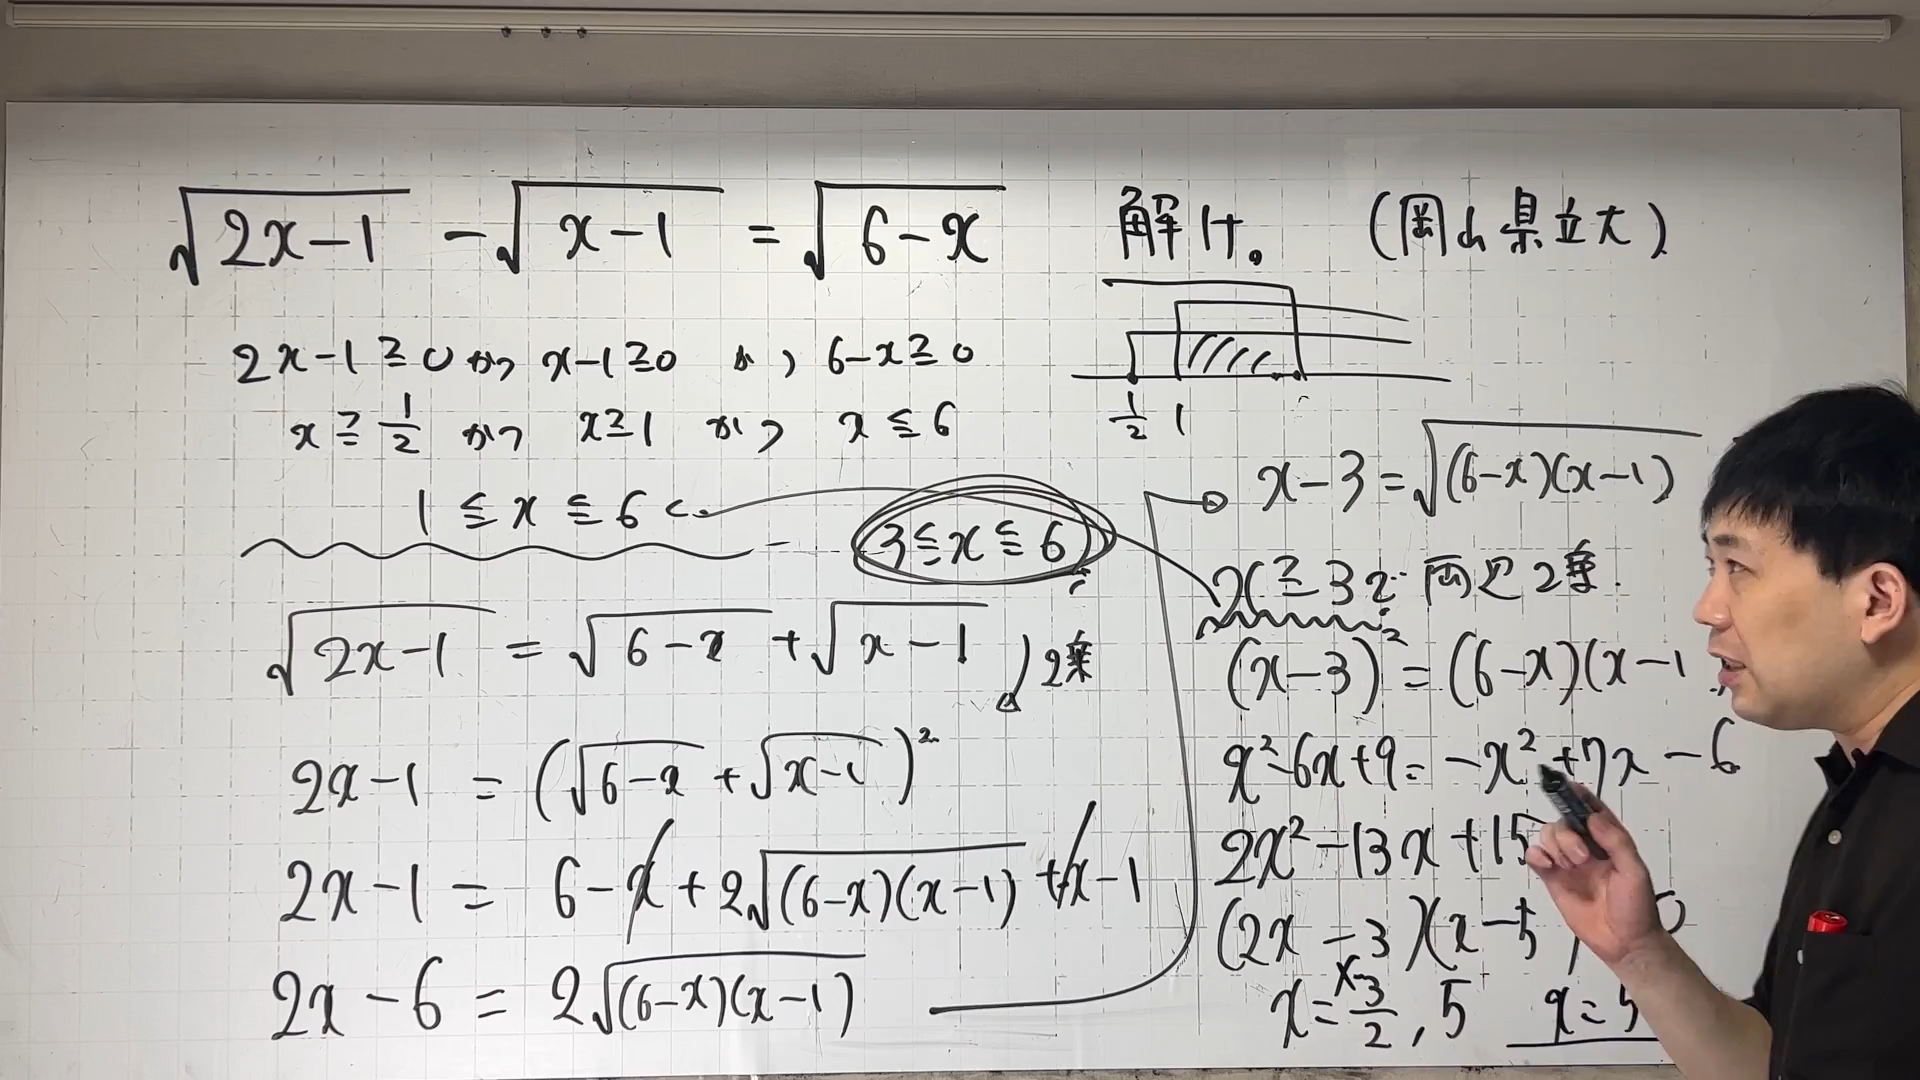 √(2x-1) - √(x-1) = √(6-x) 解け。 (岡山県立大)
2x-1≧0 かつ x-1≧0 かつ 6-x≧0
x≧1/2 かつ x≧1 かつ x≦6
1≦x≦6
3≦x≦6
√(2x-1) = √(6-x) + √(x-1)
2乗
2x-1 = (√(6-x) + √(x-1))²
2x-1 = 6-x + 2√((6-x)(x-1)) + x-1
2x-6 = 2√((6-x)(x-1))
1/2 1
x-3 = √((6-x)(x-1))
x≧3で 両辺2乗.
(x-3)² = (6-x)(x-1
x²-6x+9 = -x²+7x-6
2x²-13x+15
(2x-3)(x-5) 0
x = 3/2, 5 x=5